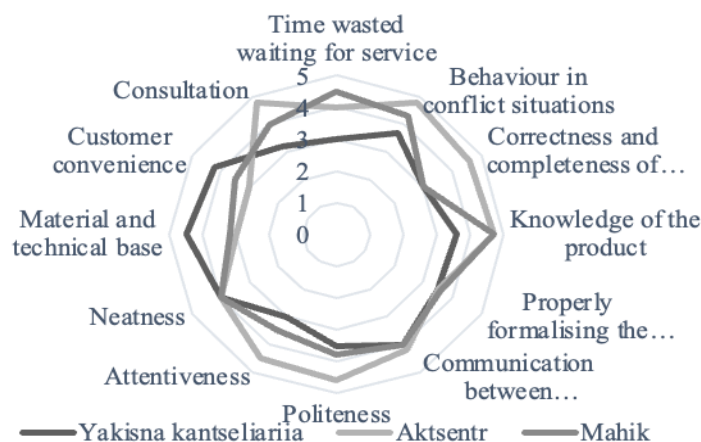 Time wasted
waiting for service
Behaviour in
conflict situations
Correctness and
completeness of…
Knowledge of the
product
Properly
formalising the…
Communication
between…
Politeness
Attentiveness
Neatness
Material and
technical base
Customer
convenience
Consultation
5
4
3
2
1
0
Yakisna kantseliariia
Aktsentr
Mahik